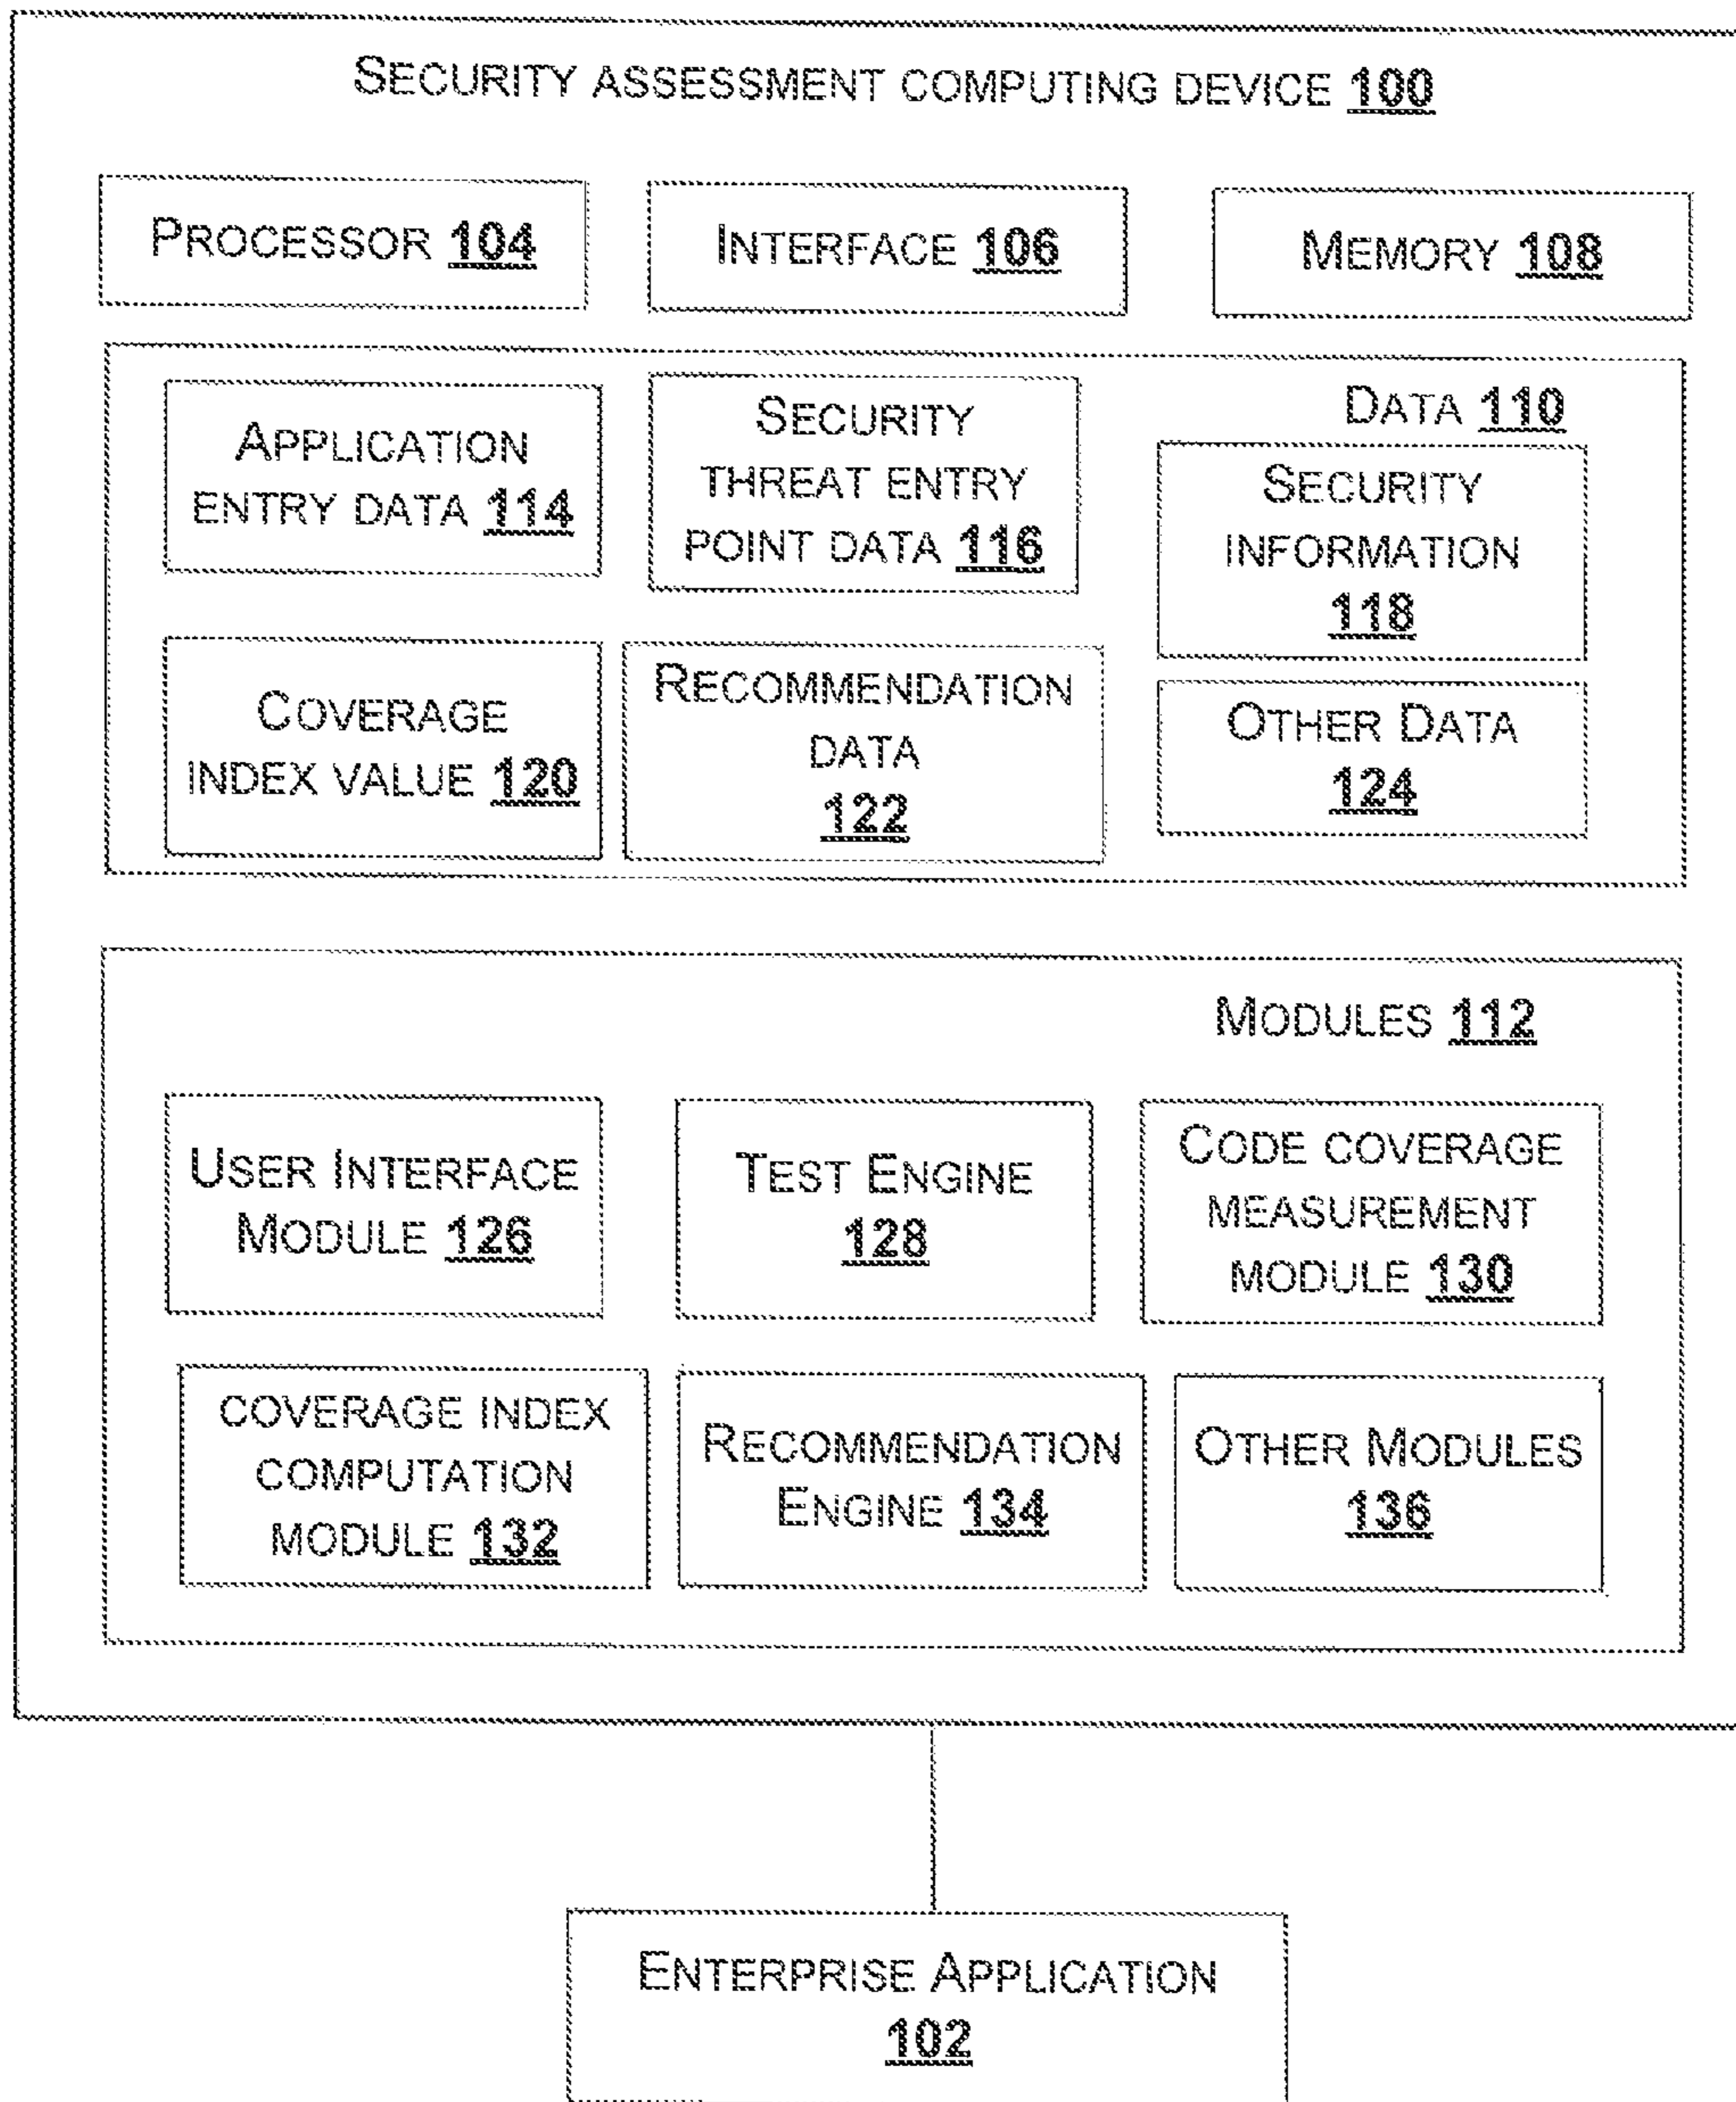 SECURITY ASSESSMENT COMPUTING DEVICE 100
PROCESSOR 104
INTERFACE 106
MEMORY 108
DATA 110
APPLICATION
ENTRY DATA 114
SECURITY
THREAT ENTRY
POINT DATA 116
SECURITY
INFORMATION
118
COVERAGE
INDEX VALUE 120
RECOMMENDATION
DATA
122
OTHER DATA
124
MODULES 112
USER INTERFACE
MODULE 126
TEST ENGINE
128
CODE COVERAGE
MEASUREMENT
MODULE 130
COVERAGE INDEX
COMPUTATION
MODULE 132
RECOMMENDATION
ENGINE 134
OTHER MODULES
136
ENTERPRISE APPLICATION
102